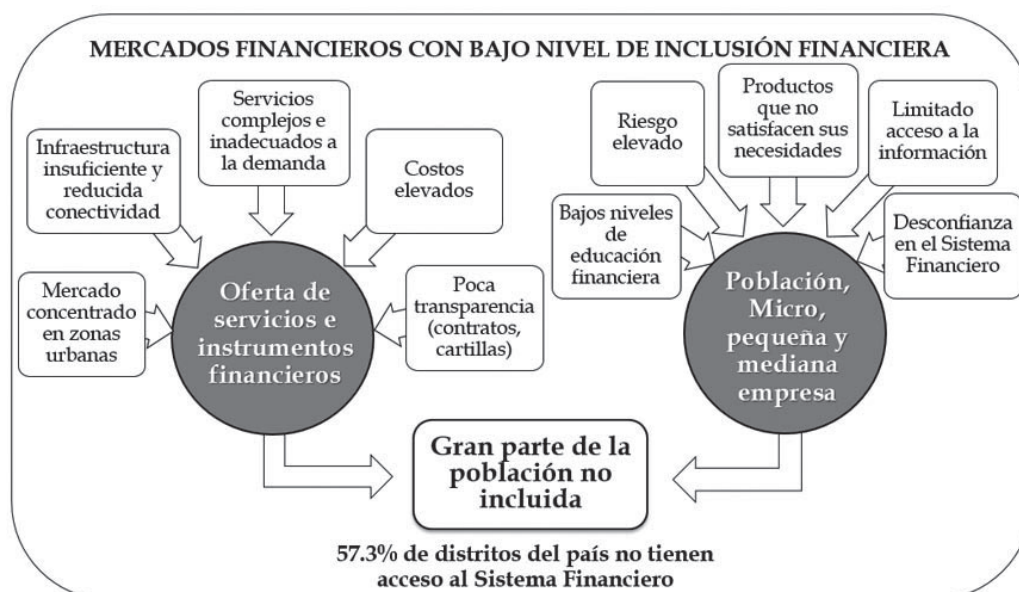 MERCADOS FINANCIEROS CON BAJO NIVEL DE INCLUSIÓN FINANCIERA
Infraestructura
insuficiente y
reducida
conectividad
Servicios
complejos e
inadecuados a
la demanda
Costos
elevados
Mercado
concentrado
en zonas
urbanas
Oferta de
servicios e
instrumentos
financieros
Poca
transparencia
(contratos,
cartillas)
Riesgo
elevado
Productos
que no
satisfacen sus
necesidades
Limitado
acceso a la
información
Bajos niveles
de
educación
financiera
Población,
Micro,
pequeña y
mediana
empresa
Desconfianza
en el Sistema
Financiero
Gran parte de la
población no
incluida
57.3% de distritos del país no tienen
acceso al Sistema Financiero